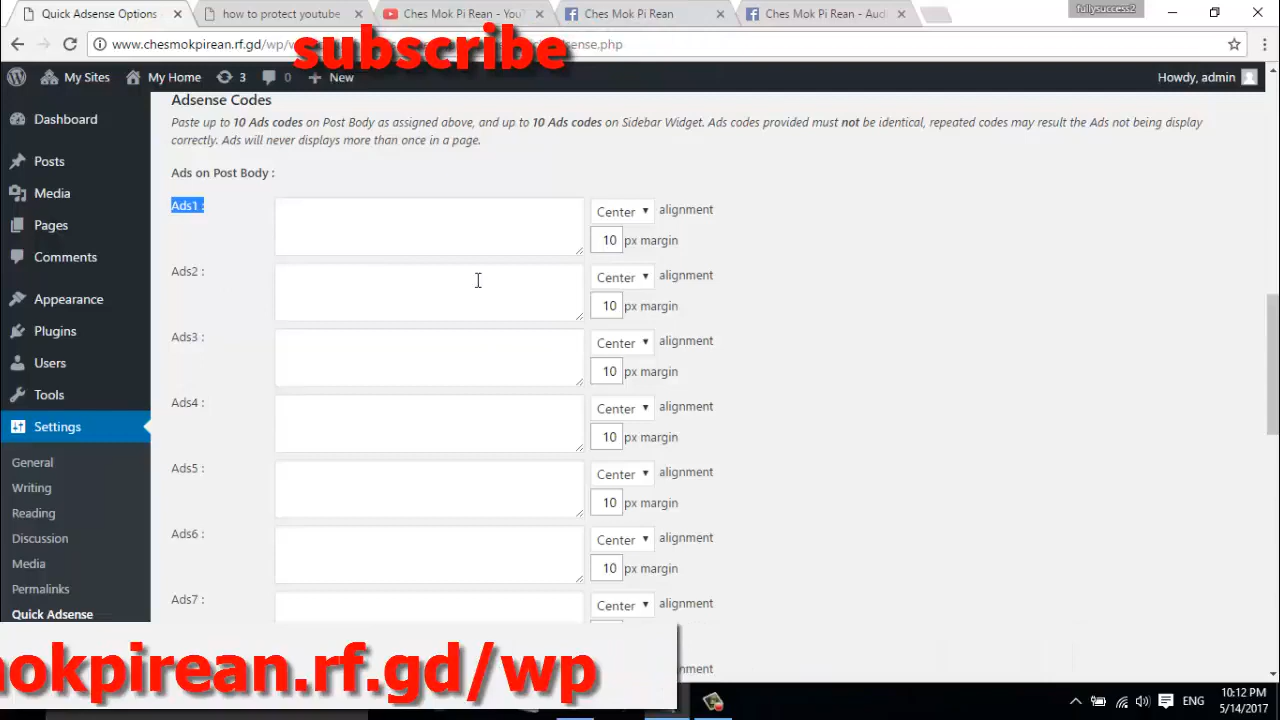 Quick Adsense Options
how to protect youtube
Ches Mok Pi Rean - YouT
Ches Mok Pi Rean
Ches Mok Pi Rean - Aud
fullysuccess2
www.chesmokpirean.rf.gd/wp/
sense.php
subscribe
My Sites
My Home
3
0
New
Howdy, admin
Dashboard
Posts
Media
Pages
Comments
Appearance
Plugins
Users
Tools
Settings
General
Writing
Reading
Discussion
Media
Permalinks
Quick Adsense
Adsense Codes
Paste up to 10 Ads codes on Post Body as assigned above, and up to 10 Ads codes on Sidebar Widget. Ads codes provided must not be identical, repeated codes may result the Ads not being display
correctly. Ads will never displays more than once in a page.
Ads on Post Body :
Ads1 :
Center alignment
10 px margin
Ads2 :
Center alignment
10 px margin
Ads3 :
Center alignment
10 px margin
Ads4 :
Center alignment
10 px margin
Ads5 :
Center alignment
10 px margin
Ads6 :
Center alignment
10 px margin
Ads7 :
Center alignment
nment
mokpirean.rf.gd/wp
ENG
10:12 PM
5/14/2017